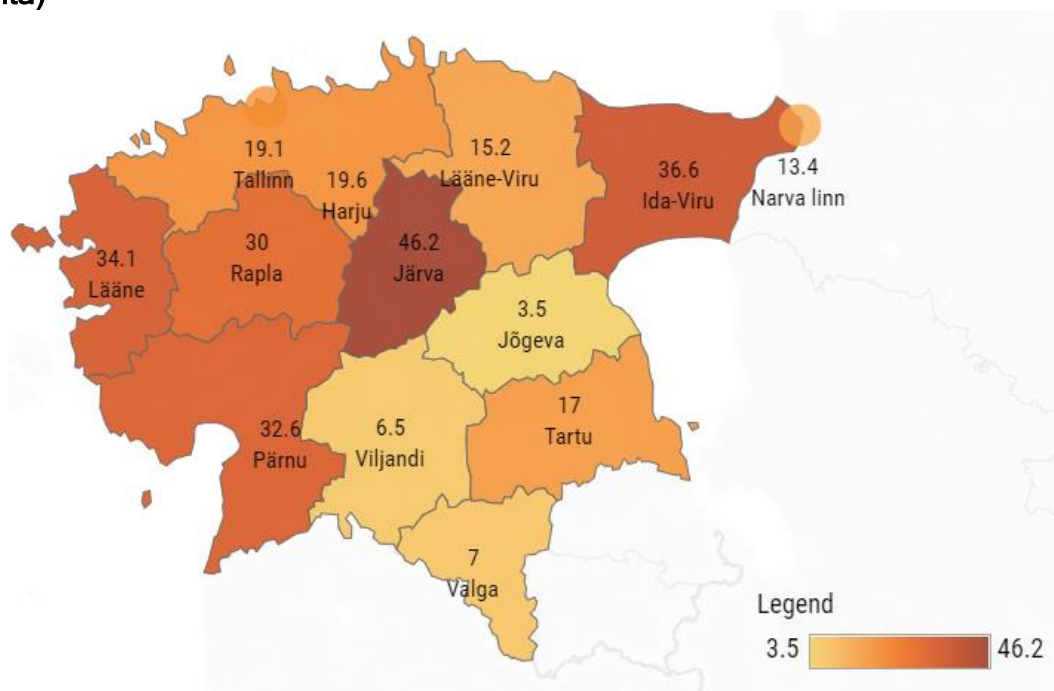 19.1
Tallinn
19.6
Harju
15.2
Lääne-Viru
36.6
Ida-Viru
13.4
Narva linn
34.1
Lääne
30
Rapla
46.2
Järva
3.5
Jõgeva
32.6
Pärnu
6.5
Viljandi
17
Tartu
7
Valga
Legend
3.5
46.2